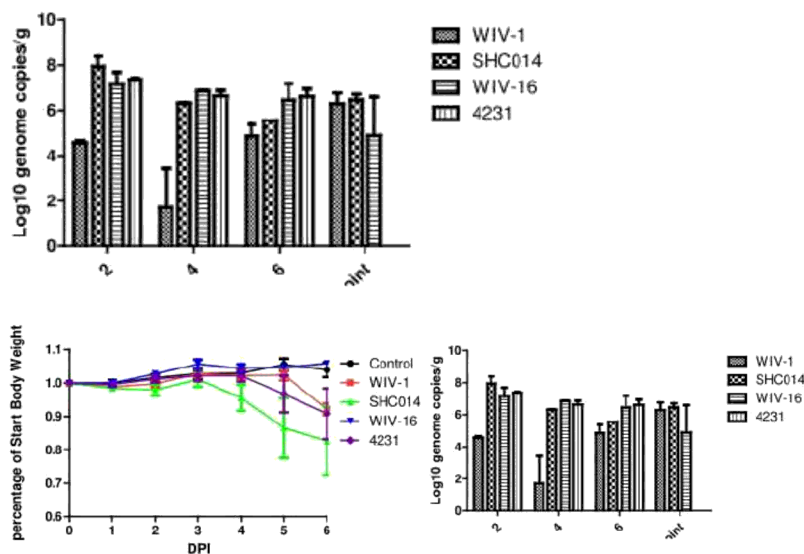 Log10 genome copies/g
10
8
6
4
2
0
2
4
6
WIV-1
SHC014
WIV-16
4231
percentage of Start Body Weight
1.1
1.0
0.9
0.8
0.7
0.6
0
1
2
3
4
5
6
DPI
Control
WIV-1
SHC014
WIV-16
4231
Log10 genome copies/g
10
8
6
4
2
0
2
4
6
WIV-1
SHC014
WIV-16
4231